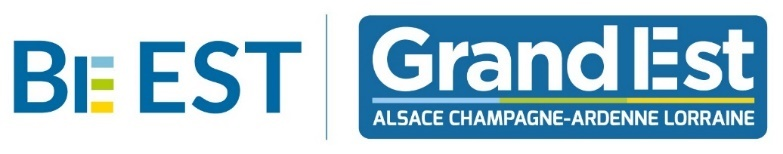 BE EST
Grand Est
ALSACE CHAMPAGNE-ARDENNE LORRAINE